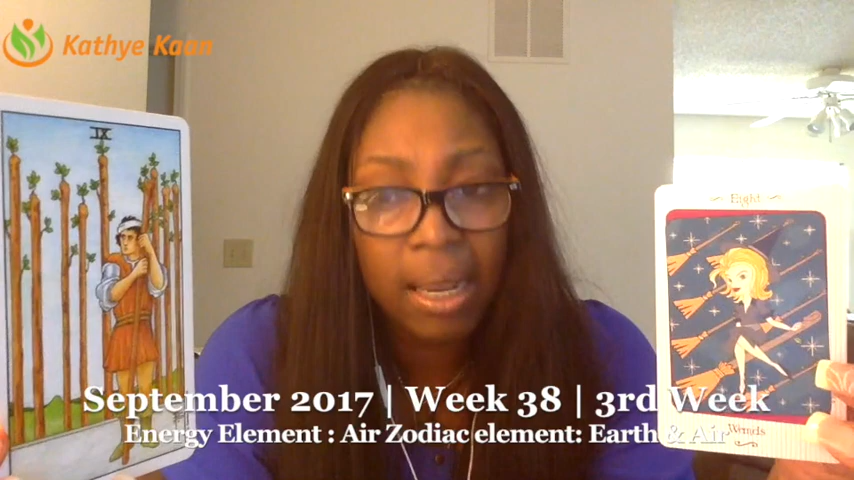 Kathye Kaan
IX
Eight
September 2017 | Week 38 | 3rd Week
Energy Element : Air Zodiac element: Earth & Air
Wands